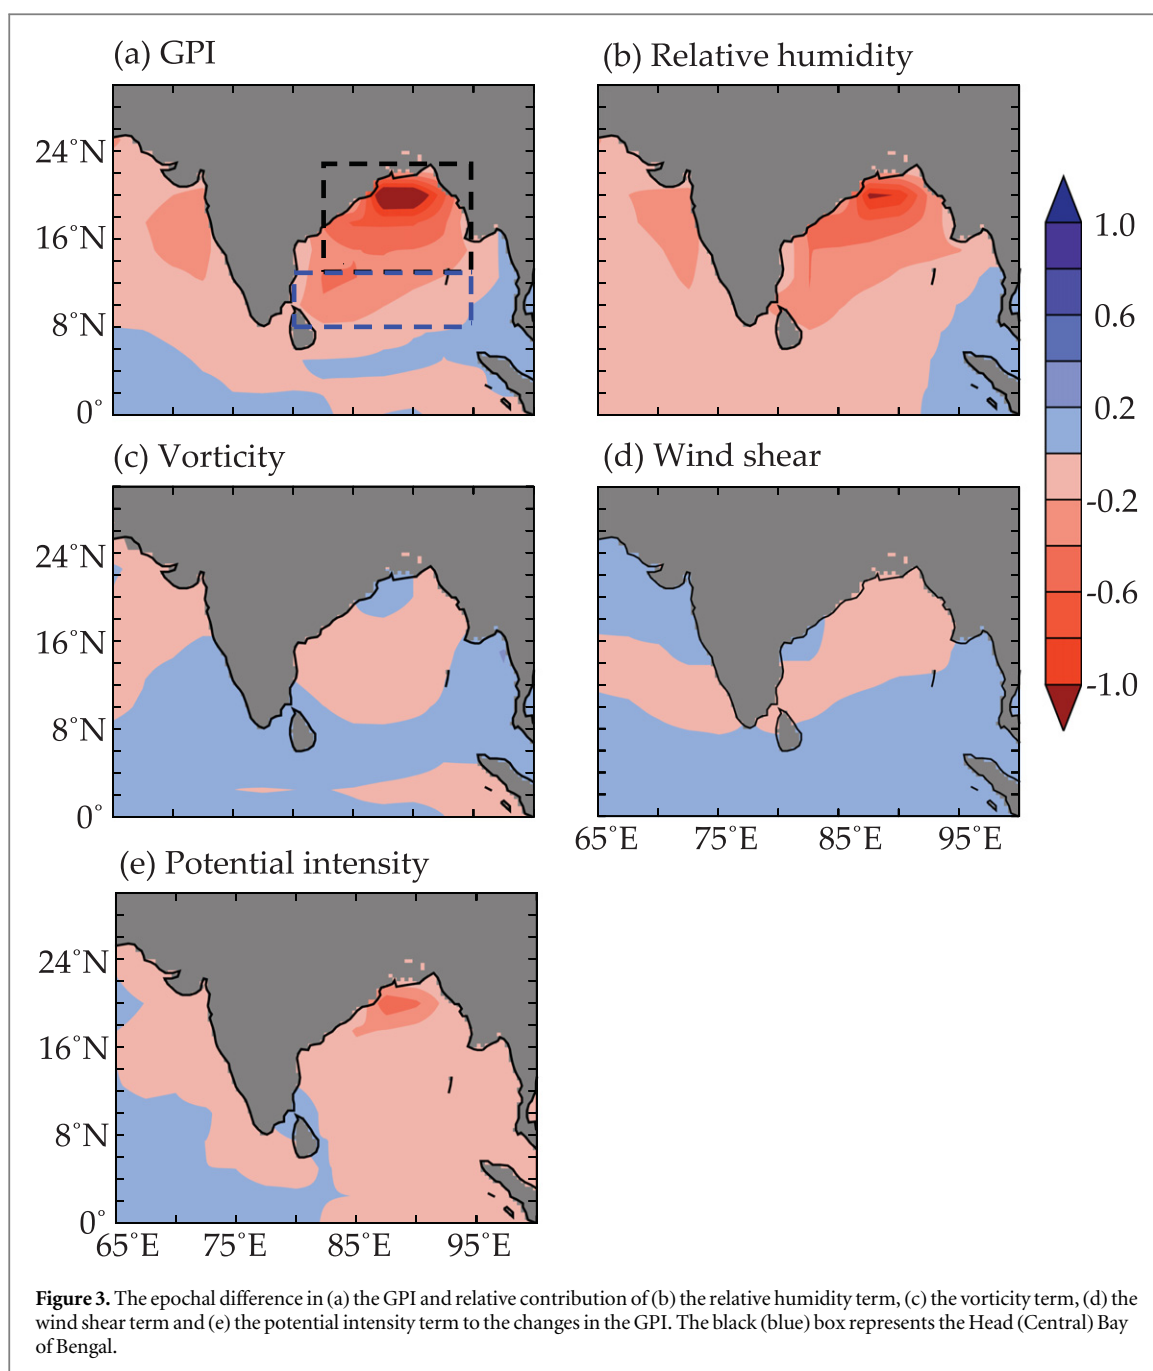 (a) GPI
(b) Relative humidity
24°N
16°N
8°N
0°
1.0
0.6
0.2
-0.2
-0.6
-1.0
(c) Vorticity
(d) Wind shear
24°N
16°N
8°N
0°
65°E 75°E 85°E 95°E
(e) Potential intensity
24°N
16°N
8°N
0°
65°E 75°E 85°E 95°E
Figure 3. The epochal difference in (a) the GPI and relative contribution of (b) the relative humidity term, (c) the vorticity term, (d) the
wind shear term and (e) the potential intensity term to the changes in the GPI. The black (blue) box represents the Head (Central) Bay
of Bengal.